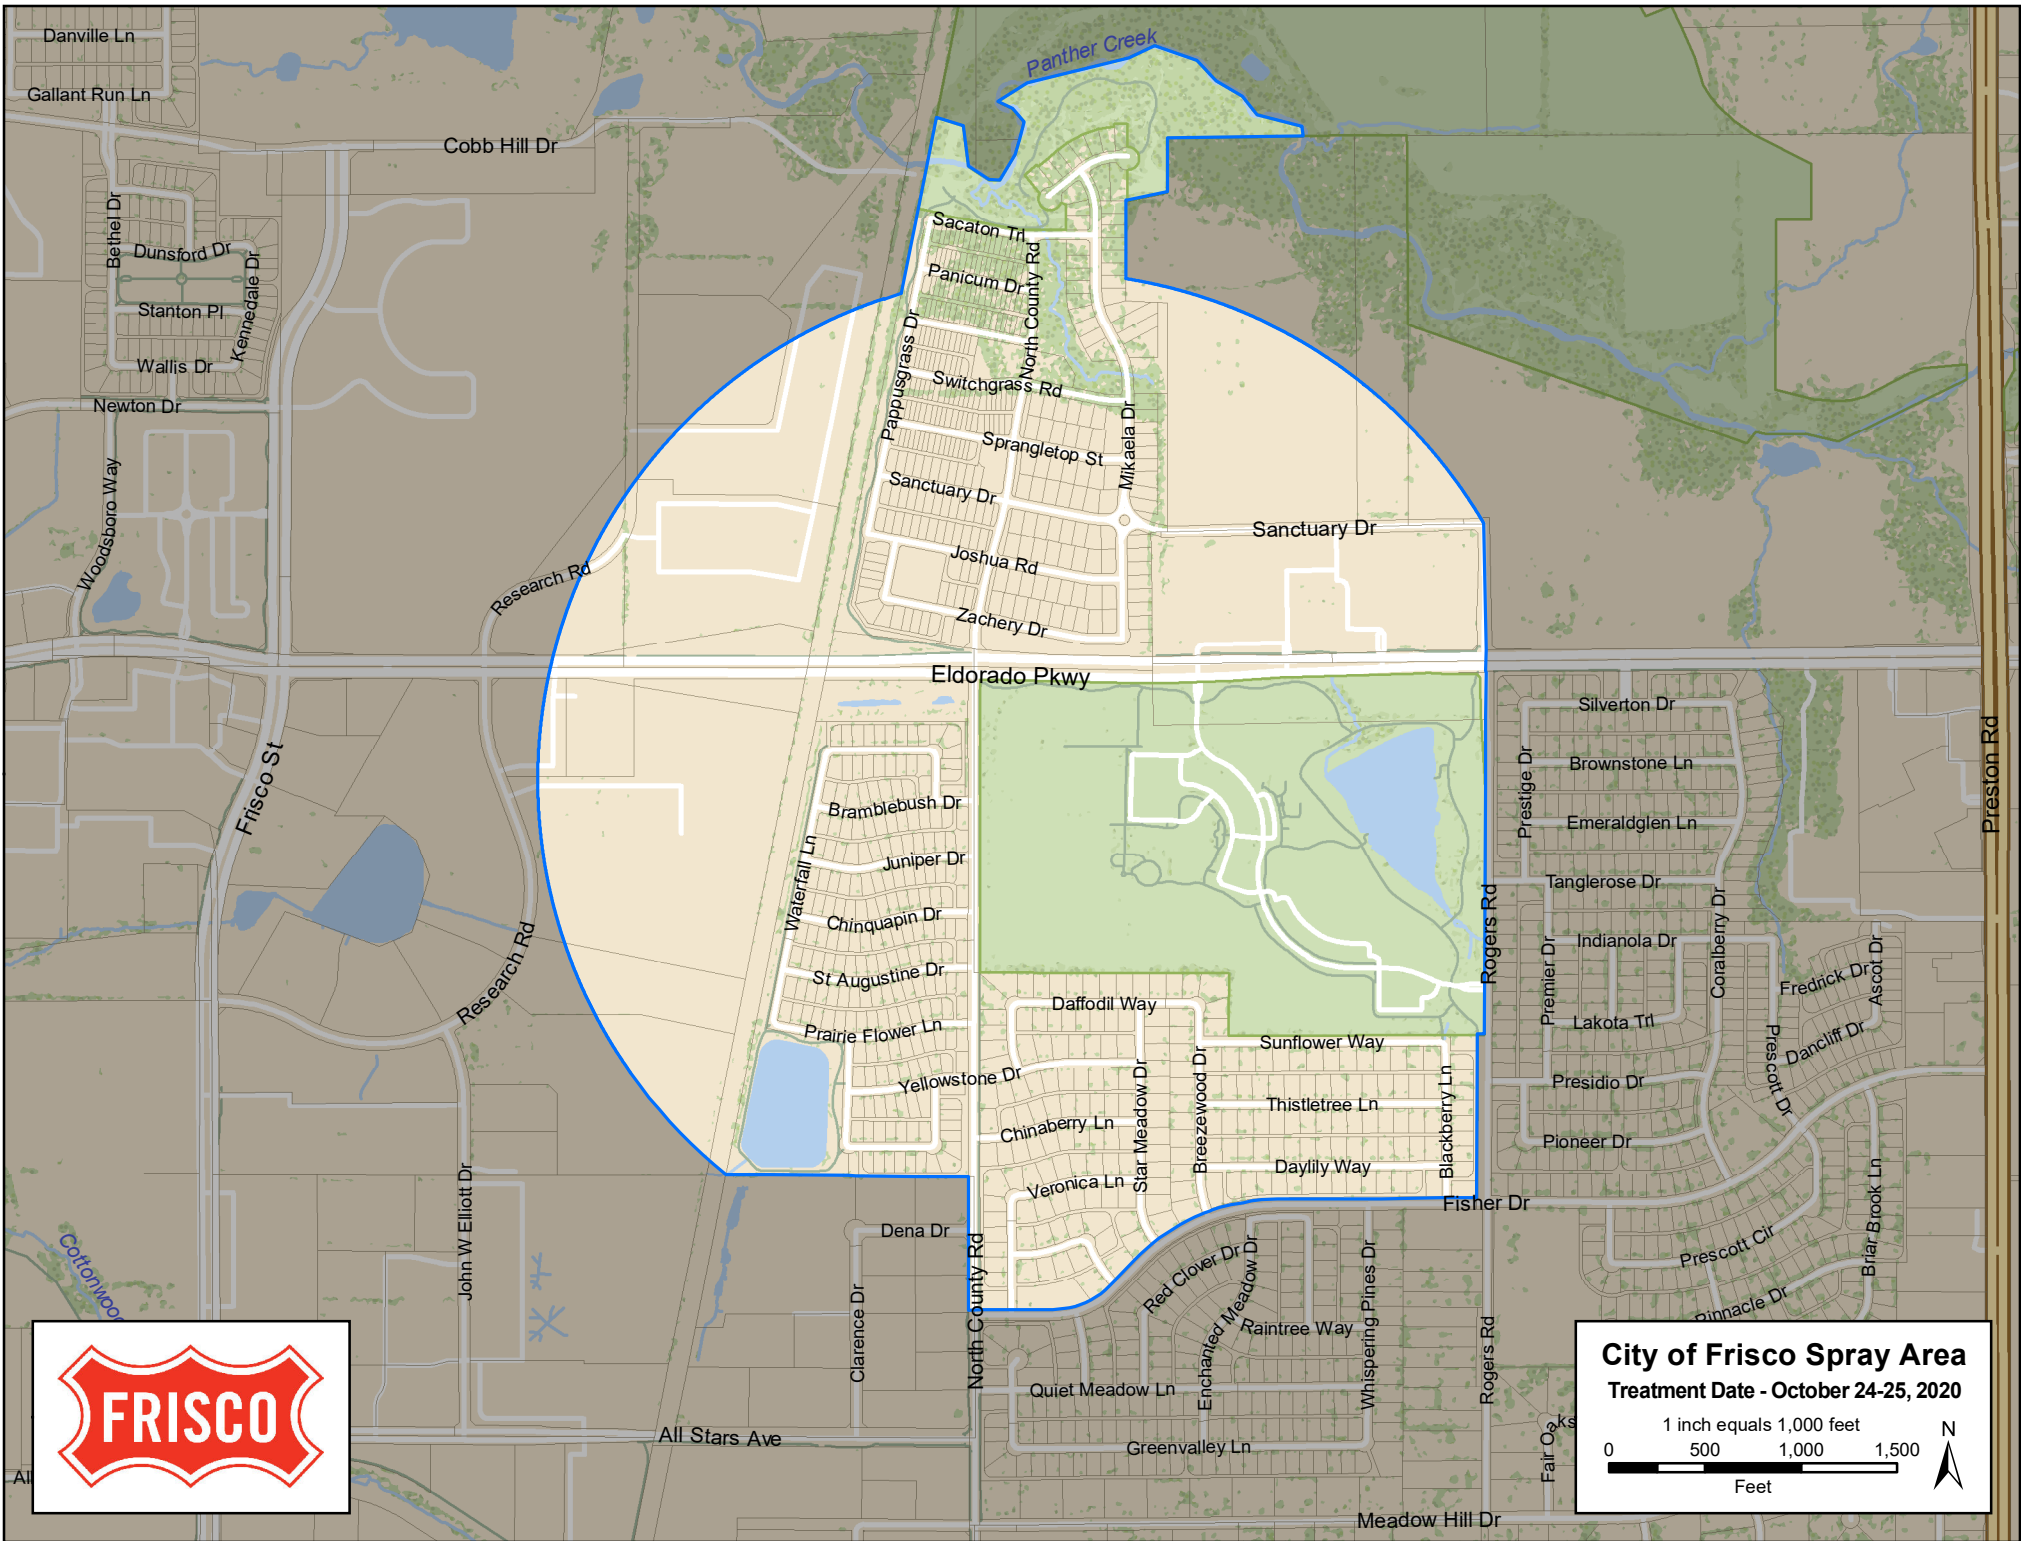 Danville Ln
Gallant Run Ln
Cobb Hill Dr
Panther Creek
Bethel Dr
Dunsford Dr
Stanton Pl
Kennedale Dr
Wallis Dr
Newton Dr
Woodsboro Way
Sacaton Trl
Panicum Dr
North County Rd
Pappusgrass Dr
Switchgrass Rd
Sprangletop St
Mikaela Dr
Sanctuary Dr
Sanctuary Dr
Joshua Rd
Research Rd
Zachery Dr
Eldorado Pkwy
Frisco St
Silverton Dr
Prestige Dr
Brownstone Ln
Emeraldglen Ln
Preston Rd
Bramblebush Dr
Juniper Dr
Waterfall Ln
Chinquapin Dr
St Augustine Dr
Prairie Flower Ln
Yellowstone Dr
Research Rd
Tanglerose Dr
Rogers Rd
Coralberry Dr
Indianola Dr
Premier Dr
Fredrick Dr
Ascot Dr
Lakota Trl
Dancliff Dr
Prescott Dr
Presidio Dr
Pioneer Dr
Daffodil Way
Sunflower Way
Star Meadow Dr
Breezewood Dr
Thistletree Ln
Blackberry Ln
Chinaberry Ln
Daylily Way
Veronica Ln
Fisher Dr
Prescott Cir
Briar Brook Ln
Pinnacle Dr
John W Elliott Dr
Dena Dr
Clarence Dr
North County Rd
Red Clover Dr
Enchanted Meadow Dr
Raintree Way
Whispering Pines Dr
Rogers Rd
Quiet Meadow Ln
Greenvalley Ln
All Stars Ave
Meadow Hill Dr
Fair Oaks
Cottonwoo
All
FRISCO
City of Frisco Spray Area
Treatment Date - October 24-25, 2020
1 inch equals 1,000 feet
0 500 1,000 1,500
Feet
N